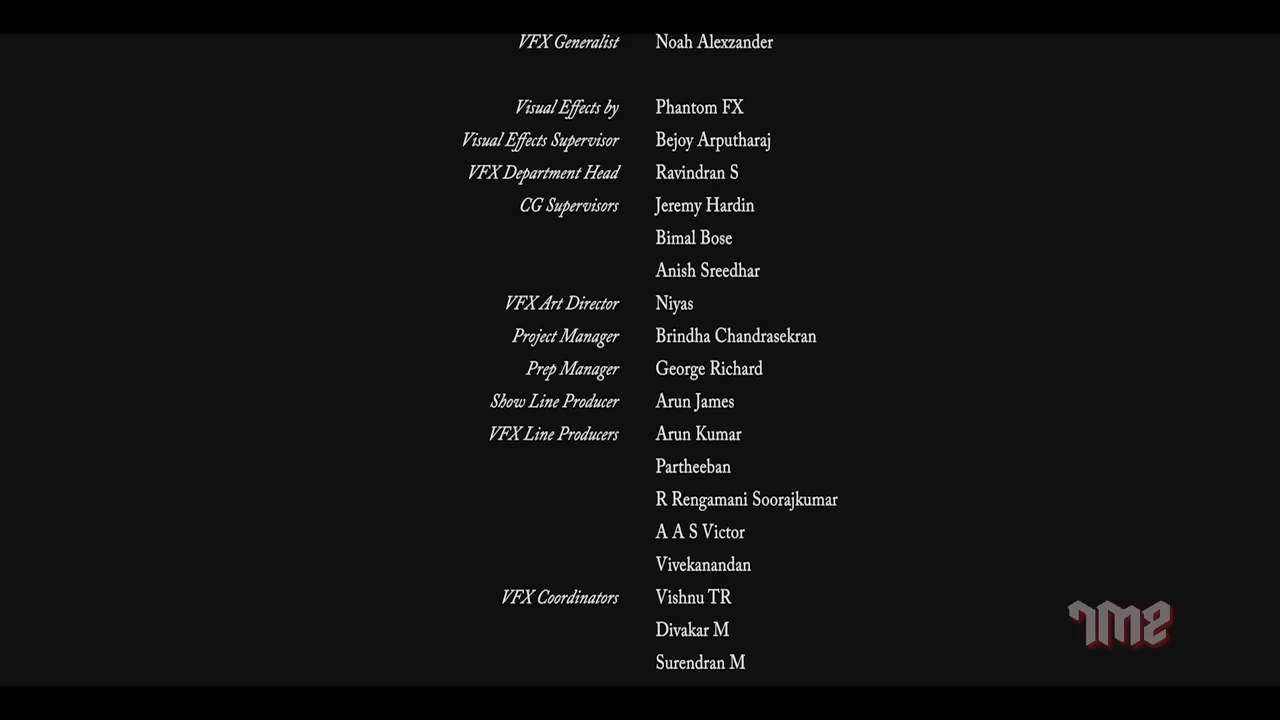 VFX Generalist Noah Alexzander
Visual Effects by Phantom FX
Visual Effects Supervisor Bejoy Arputharaj
VFX Department Head Ravindran S
CG Supervisors Jeremy Hardin
Bimal Bose
Anish Sreedhar
VFX Art Director Niyas
Project Manager Brindha Chandrasekran
Prep Manager George Richard
Show Line Producer Arun James
VFX Line Producers Arun Kumar
Partheeban
R Rengamani Soorajkumar
A A S Victor
Vivekanandan
VFX Coordinators Vishnu TR
Divakar M
Surendran M